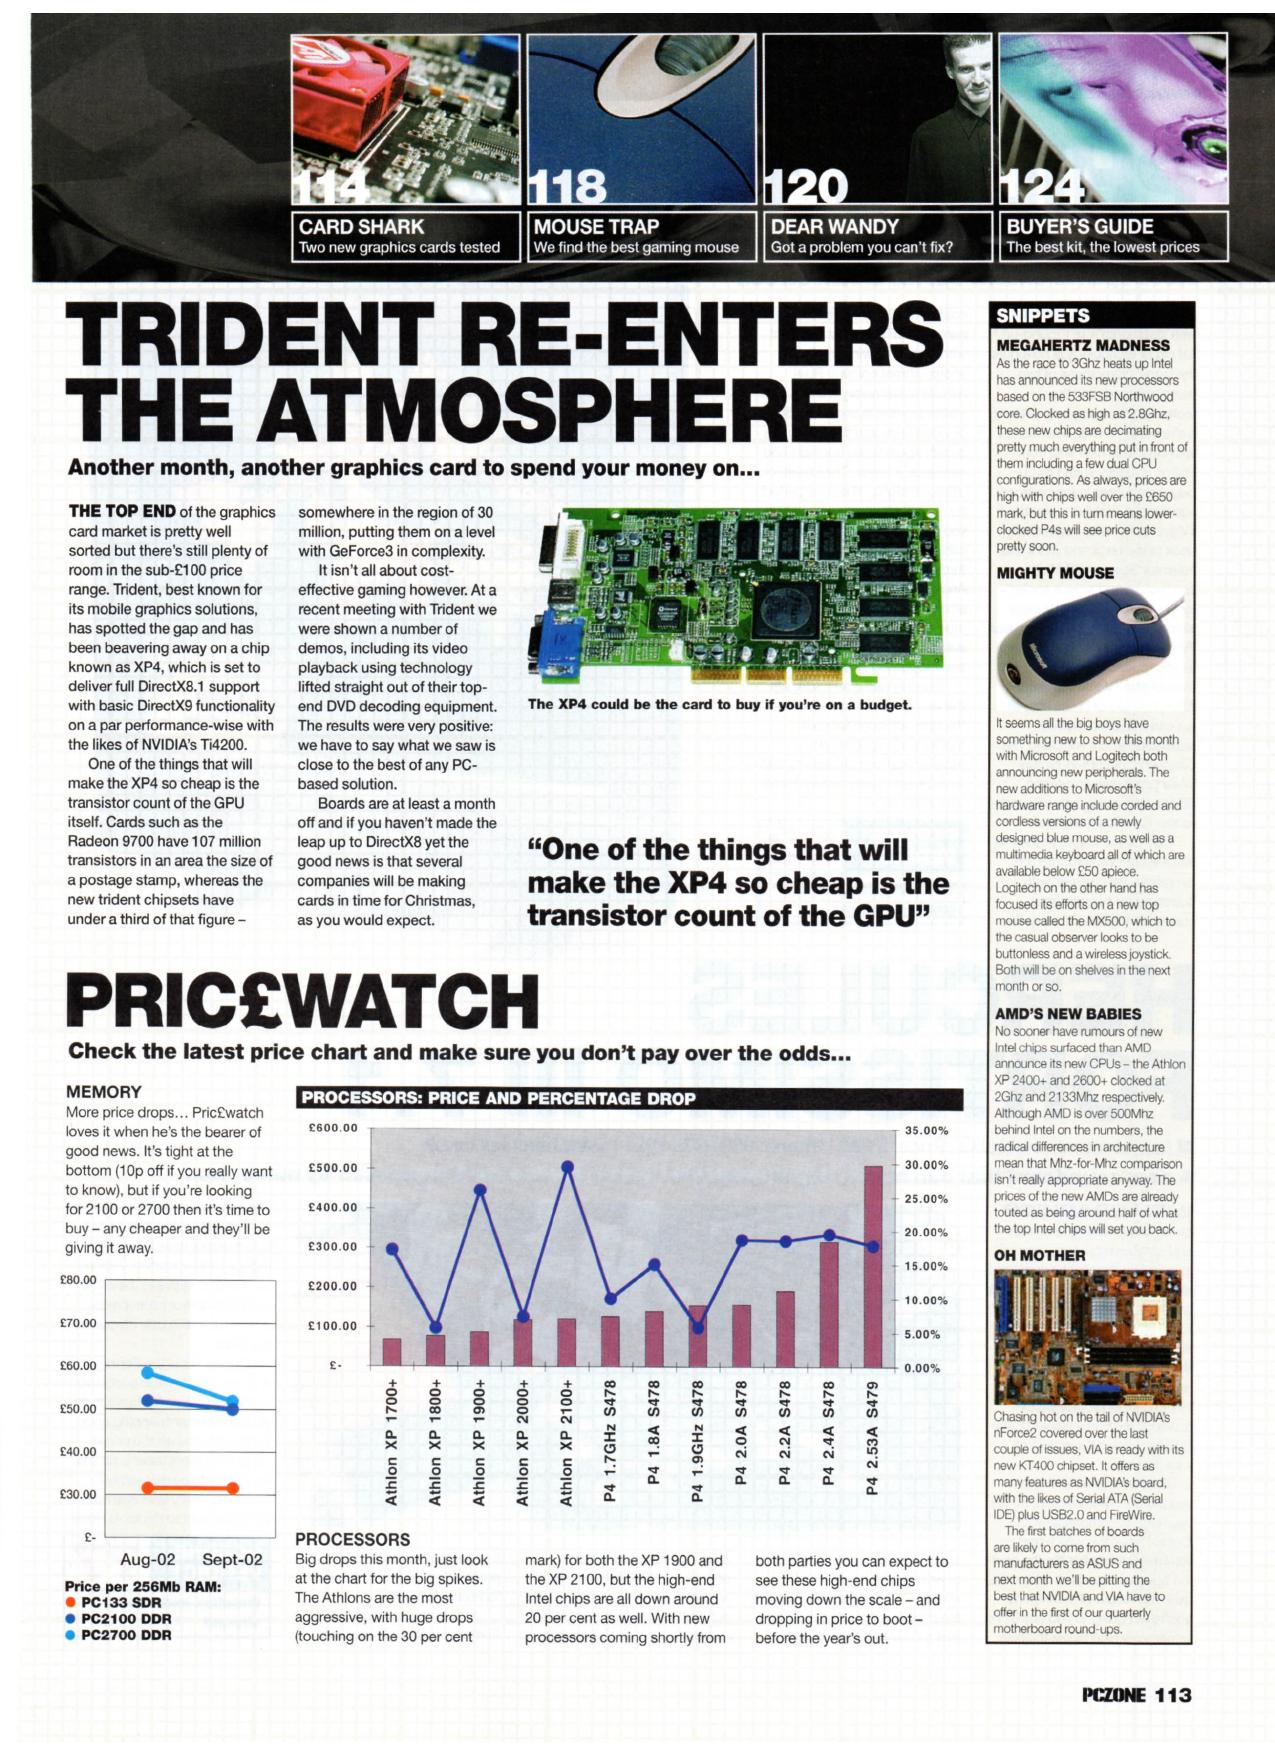 114
CARD SHARK
Two new graphics cards tested
118
MOUSE TRAP
We find the best gaming mouse
120
DEAR WANDY
Got a problem you can't fix?
124
BUYER'S GUIDE
The best kit, the lowest prices
TRIDENT RE-ENTERS
THE ATMOSPHERE
Another month, another graphics card to spend your money on...
THE TOP END of the graphics
card market is pretty well
sorted but there's still plenty of
room in the sub-£100 price
range. Trident, best known for
its mobile graphics solutions,
has spotted the gap and has
been beavering away on a chip
known as XP4, which is set to
deliver full DirectX8.1 support
with basic DirectX9 functionality
on a par performance-wise with
the likes of NVIDIA's Ti4200.
One of the things that will
make the XP4 so cheap is the
transistor count of the GPU
itself. Cards such as the
Radeon 9700 have 107 million
transistors in an area the size of
a postage stamp, whereas the
new trident chipsets have
under a third of that figure –
somewhere in the region of 30
million, putting them on a level
with GeForce3 in complexity.
It isn't all about cost-
effective gaming however. At a
recent meeting with Trident we
were shown a number of
demos, including its video
playback using technology
lifted straight out of their top-
end DVD decoding equipment.
The results were very positive:
we have to say what we saw is
close to the best of any PC-
based solution.
Boards are at least a month
off and if you haven't made the
leap up to DirectX8 yet the
good news is that several
companies will be making
cards in time for Christmas,
as you would expect.
The XP4 could be the card to buy if you're on a budget.
“One of the things that will
make the XP4 so cheap is the
transistor count of the GPU”
PRIC£WATCH
Check the latest price chart and make sure you don't pay over the odds...
MEMORY
More price drops... Pric£watch
loves it when he's the bearer of
good news. It's tight at the
bottom (10p off if you really want
to know), but if you're looking
for 2100 or 2700 then it's time to
buy – any cheaper and they'll be
giving it away.
£80.00
£70.00
£60.00
£50.00
£40.00
£30.00
£-
Aug-02 Sept-02
Price per 256Mb RAM:
PC133 SDR
PC2100 DDR
PC2700 DDR
PROCESSORS: PRICE AND PERCENTAGE DROP
£600.00
£500.00
£400.00
£300.00
£200.00
£100.00
£-
35.00%
30.00%
25.00%
20.00%
15.00%
10.00%
5.00%
0.00%
Athlon XP 1700+
Athlon XP 1800+
Athlon XP 1900+
Athlon XP 2000+
Athlon XP 2100+
P4 1.7GHz S478
P4 1.8A S478
P4 1.9GHz S478
P4 2.0A S478
P4 2.2A S478
P4 2.4A S478
P4 2.53A S479
PROCESSORS
Big drops this month, just look
at the chart for the big spikes.
The Athlons are the most
aggressive, with huge drops
(touching on the 30 per cent
mark) for both the XP 1900 and
the XP 2100, but the high-end
Intel chips are all down around
20 per cent as well. With new
processors coming shortly from
both parties you can expect to
see these high-end chips
moving down the scale – and
dropping in price to boot –
before the year's out.
SNIPPETS
MEGAHERTZ MADNESS
As the race to 3Ghz heats up Intel
has announced its new processors
based on the 533FSB Northwood
core. Clocked as high as 2.8Ghz,
these new chips are decimating
pretty much everything put in front of
them including a few dual CPU
configurations. As always, prices are
high with chips well over the £650
mark, but this in turn means lower-
clocked P4s will see price cuts
pretty soon.
MIGHTY MOUSE
Microsoft
It seems all the big boys have
something new to show this month
with Microsoft and Logitech both
announcing new peripherals. The
new additions to Microsoft's
hardware range include corded and
cordless versions of a newly
designed blue mouse, as well as a
multimedia keyboard all of which are
available below £50 apiece.
Logitech on the other hand has
focused its efforts on a new top
mouse called the MX500, which to
the casual observer looks to be
buttonless and a wireless joystick.
Both will be on shelves in the next
month or so.
AMD'S NEW BABIES
No sooner have rumours of new
Intel chips surfaced than AMD
announce its new CPUs – the Athlon
XP 2400+ and 2600+ clocked at
2Ghz and 2133Mhz respectively.
Although AMD is over 500Mhz
behind Intel on the numbers, the
radical differences in architecture
mean that Mhz-for-Mhz comparison
isn't really appropriate anyway. The
prices of the new AMDs are already
touted as being around half of what
the top Intel chips will set you back.
OH MOTHER
Chasing hot on the tail of NVIDIA's
nForce2 covered over the last
couple of issues, VIA is ready with its
new KT400 chipset. It offers as
many features as NVIDIA's board,
with the likes of Serial ATA (Serial
IDE) plus USB2.0 and FireWire.
The first batches of boards
are likely to come from such
manufacturers as ASUS and
next month we'll be pitting the
best that NVIDIA and VIA have to
offer in the first of our quarterly
motherboard round-ups.
PCZONE 113